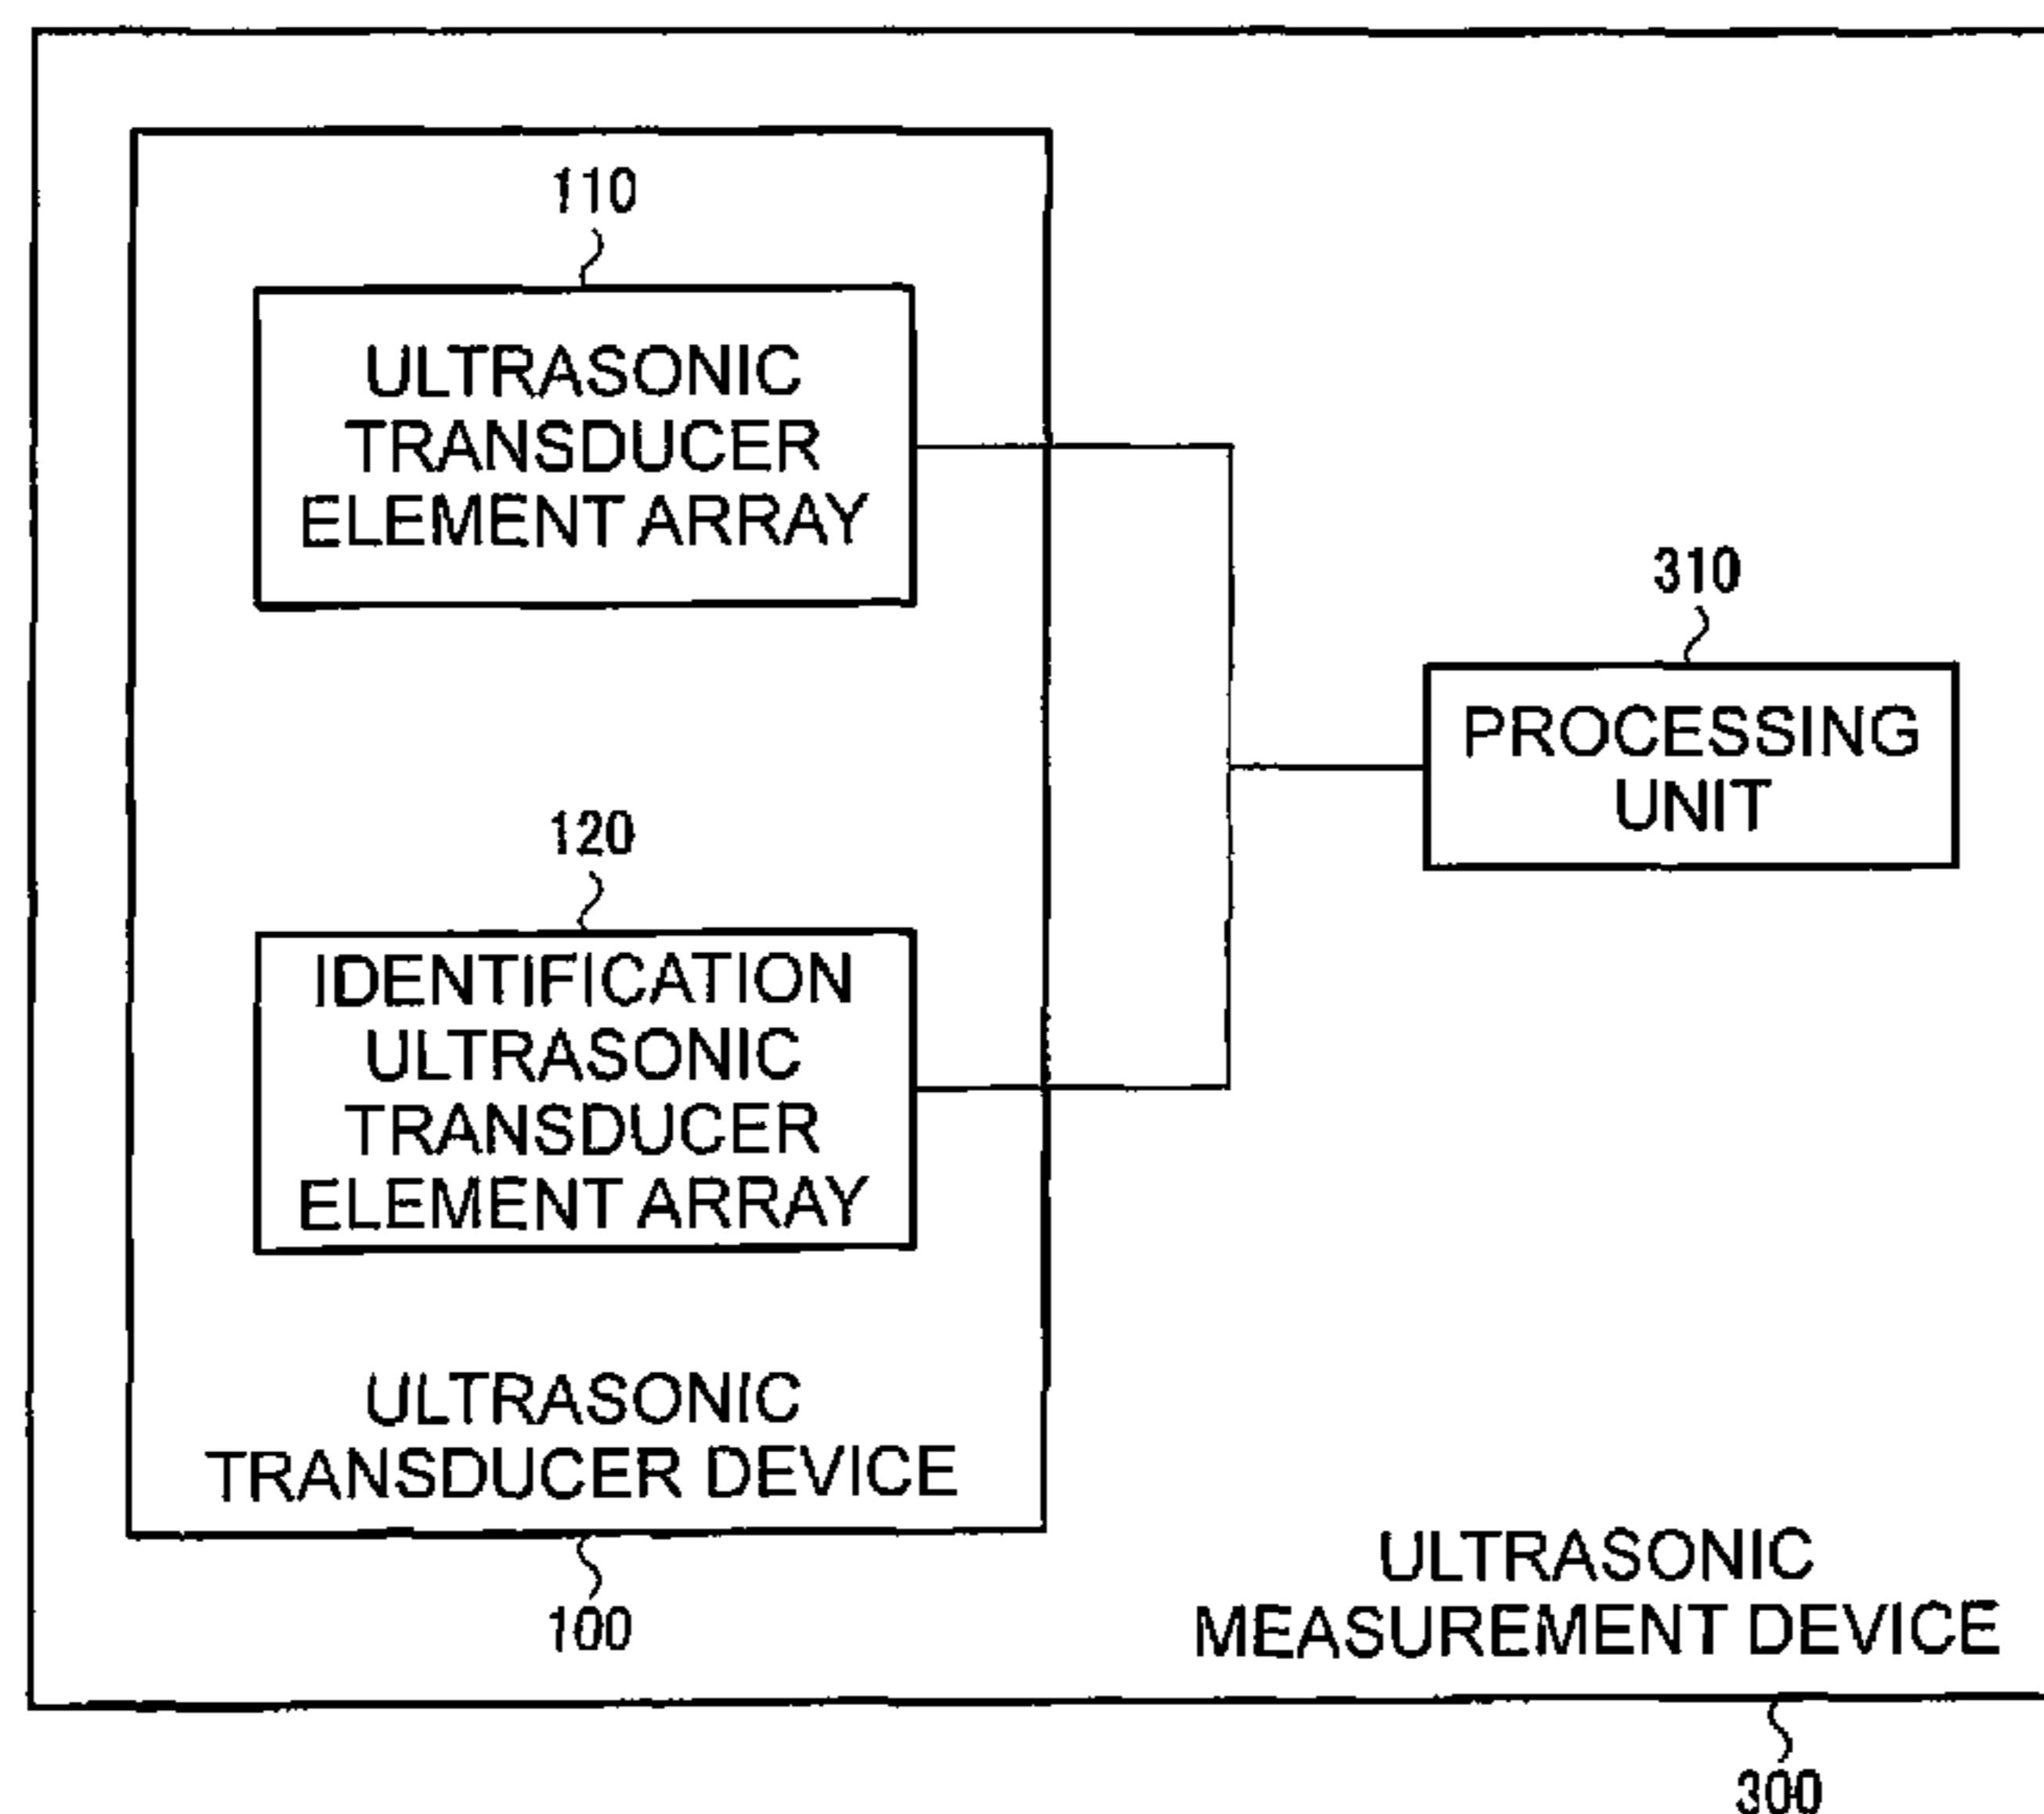 110
ULTRASONIC
TRANSDUCER
ELEMENT ARRAY
310
PROCESSING
UNIT
120
IDENTIFICATION
ULTRASONIC
TRANSDUCER
ELEMENT ARRAY
ULTRASONIC
TRANSDUCER DEVICE
100
ULTRASONIC
MEASUREMENT DEVICE
300